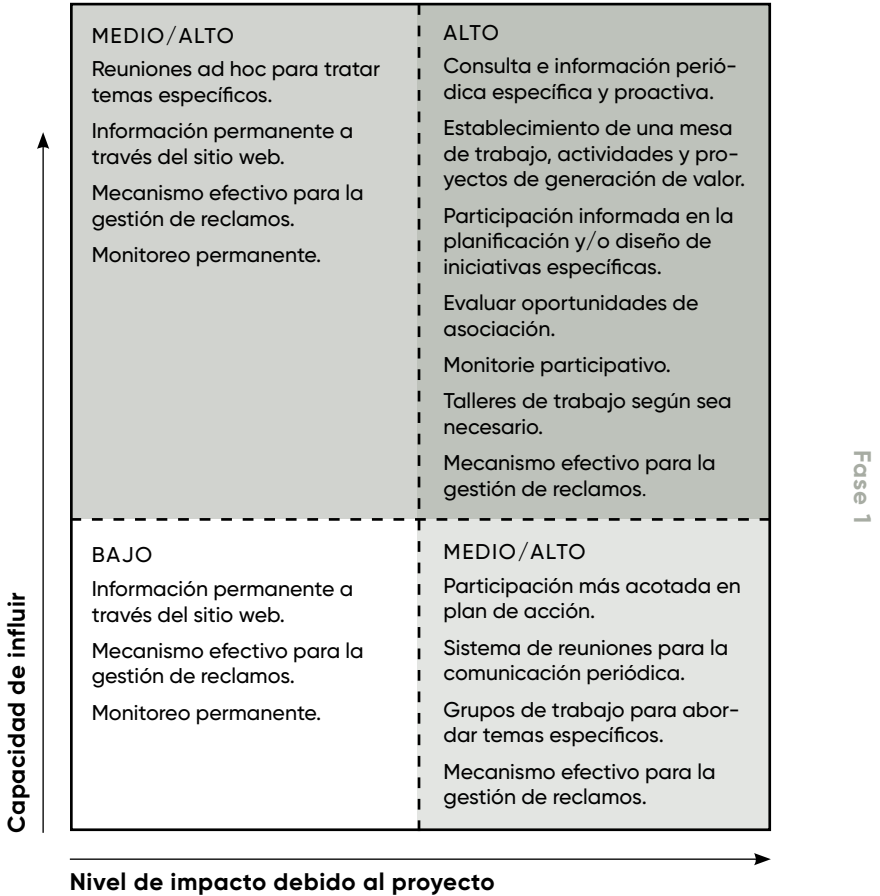 MEDIO/ALTO
Reuniones ad hoc para tratar
temas específicos.
Información permanente a
través del sitio web.
Mecanismo efectivo para la
gestión de reclamos.
Monitoreo permanente.
ALTO
Consulta e información perió-
dica específica y proactiva.
Establecimiento de una mesa
de trabajo, actividades y pro-
yectos de generación de valor.
Participación informada en la
planificación y/o diseño de
iniciativas específicas.
Evaluar oportunidades de
asociación.
Monitorie participativo.
Talleres de trabajo según sea
necesario.
Mecanismo efectivo para la
gestión de reclamos.
BAJO
Información permanente a
través del sitio web.
Mecanismo efectivo para la
gestión de reclamos.
Monitoreo permanente.
MEDIO/ALTO
Participación más acotada en
plan de acción.
Sistema de reuniones para la
comunicación periódica.
Grupos de trabajo para abor-
dar temas específicos.
Mecanismo efectivo para la
gestión de reclamos.
Capacidad de influir
Nivel de impacto debido al proyecto
Fase 1